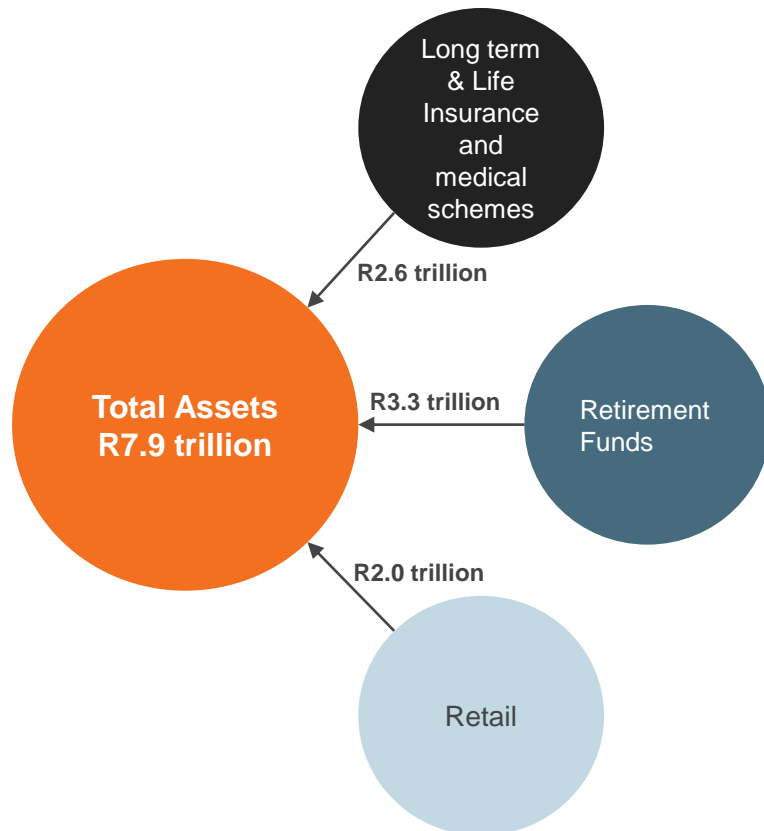 Long term
& Life
Insurance
and
medical
schemes
R2.6 trillion
Total Assets
R7.9 trillion
R3.3 trillion
Retirement
Funds
R2.0 trillion
Retail